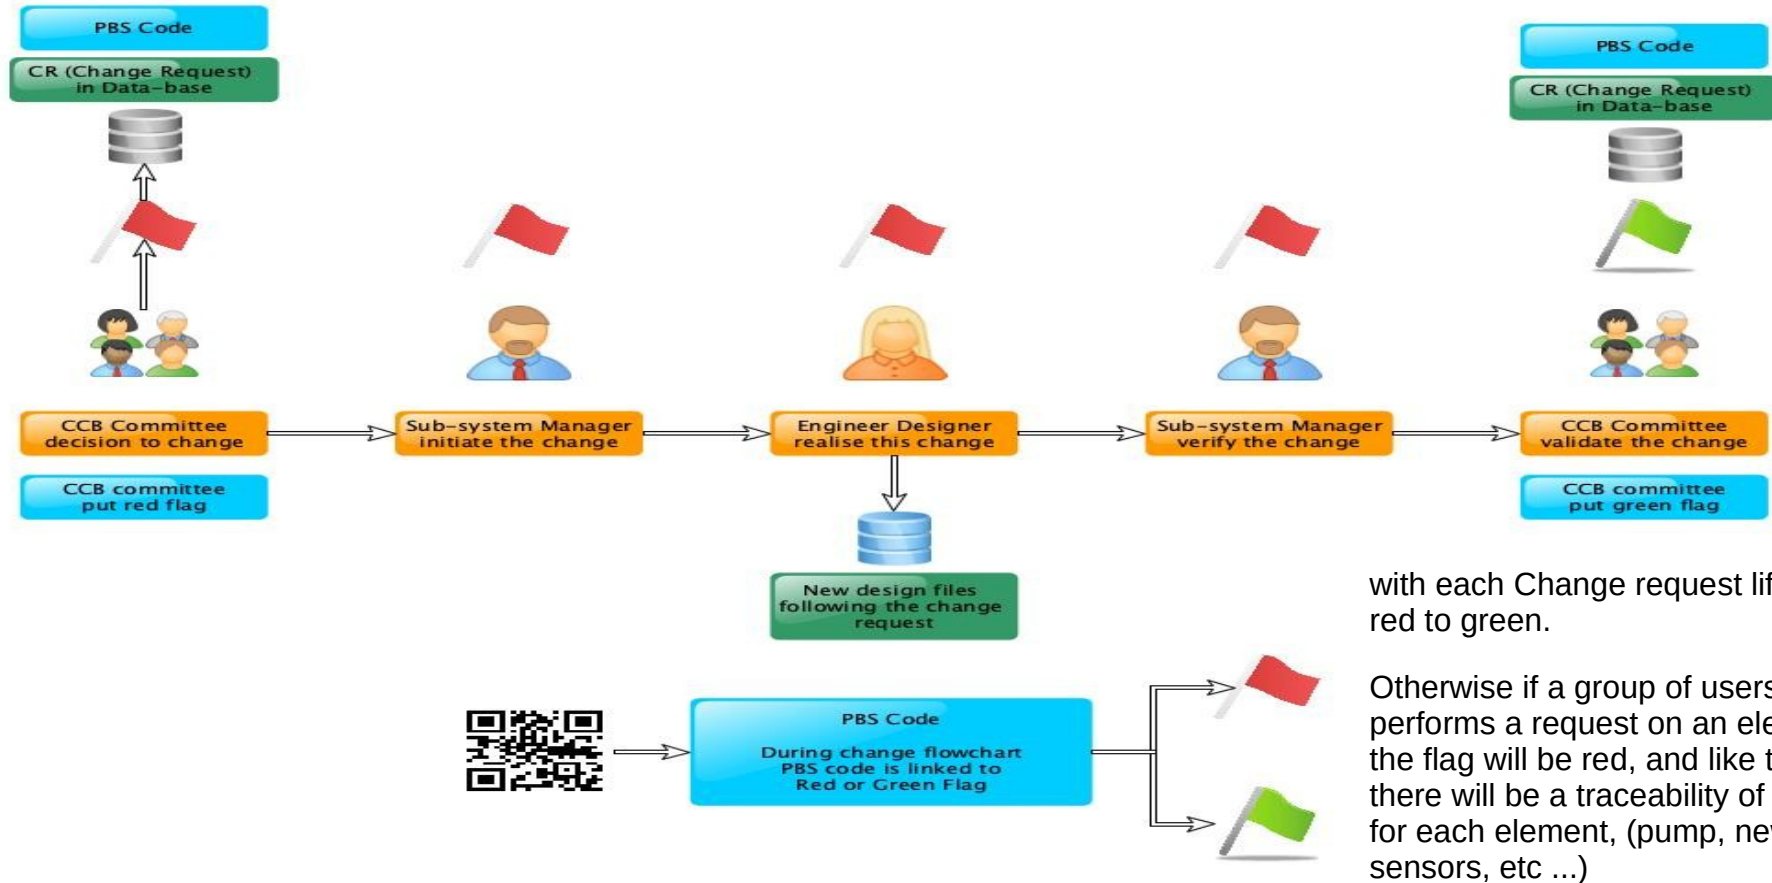 PBS Code
CR (Change Request)
in Data-base
PBS Code
CR (Change Request)
in Data-base
CCB Committee
decision to change
Sub-system Manager
initiate the change
Engineer Designer
realise this change
Sub-system Manager
verify the change
CCB Committee
validate the change
CCB committee
put red flag
CCB committee
put green flag
New design files
following the change
request
with each Change request
red to green.
Otherwise if a group of users
performs a request on an
the flag will be red, and like
there will be a traceability of
for each element, (pump,
sensors, etc ...)
PBS Code
During change flowchart
PBS code is linked to
Red or Green Flag